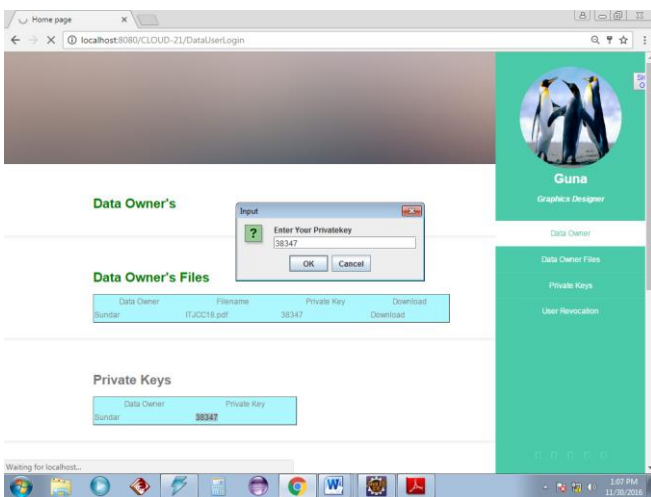 Home page
localhost:8080/CLOUD-21/DataUserLogin
Guna
Graphics Designer
Data Owner
Data Owner Files
Private Keys
User Revocation
Data Owner's
Input
Enter Your Privatekey
38347
OK Cancel
Data Owner's Files
Data Owner Filename Private Key Download
Sundar ITJCC18.pdf 38347 Download
Private Keys
Data Owner Private Key
Sundar 38347
Waiting for localhost...
1:07 PM
11/30/2016